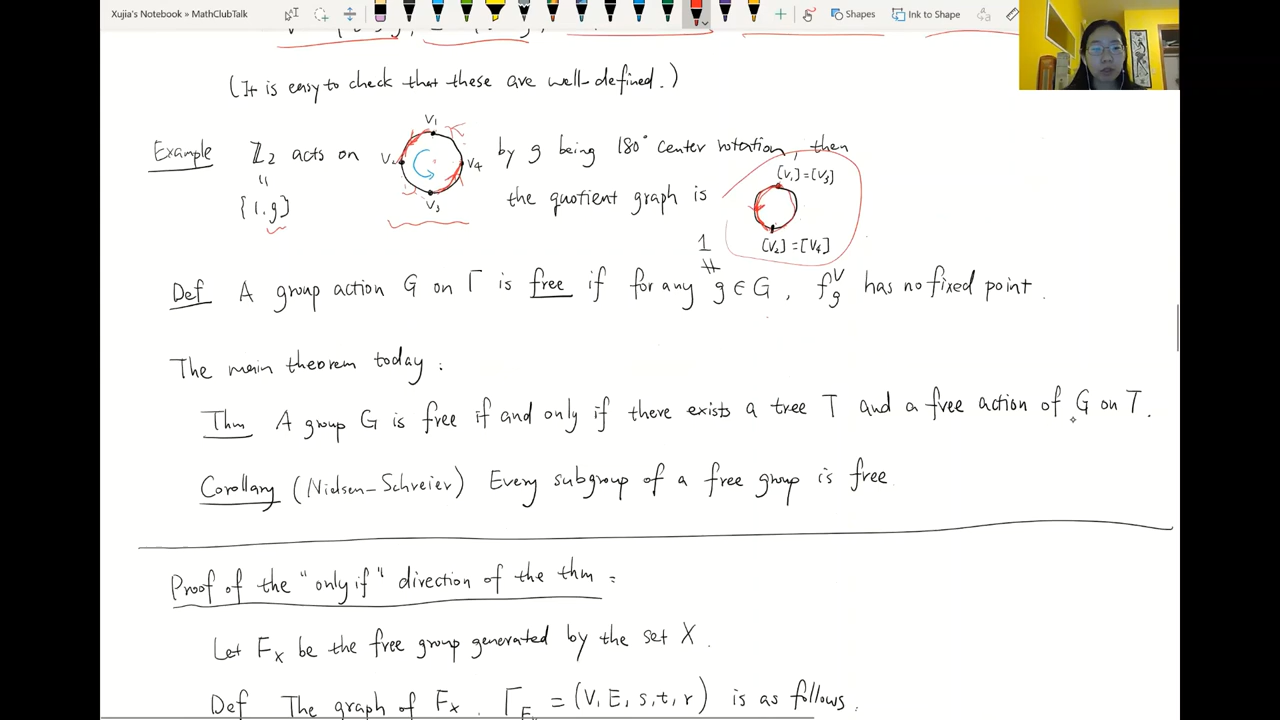 Xujia's Notebook » MathClubTalk
Shapes
Ink to Shape
(It is easy to check that these are well-defined.)
Example ℤ₂ acts on by g being 180° center rotation, then
V₁
V₄
V₃
"
{1, g}
the quotient graph is
[V₁]=[V₃]
[V₂]=[V₄]
1
Def A group action G on Γ is free if for any g ∈ G, f_g^V has no fixed point.
The main theorem today:
Thm A group G is free if and only if there exists a tree T and a free action of G on T.
Corollary (Nielsen-Schreier) Every subgroup of a free group is free
Proof of the "only if" direction of the thm:
Let F_X be the free group generated by the set X.
Def The graph of F_X. Γ_F = (V, E, s, t, r) is as follows.